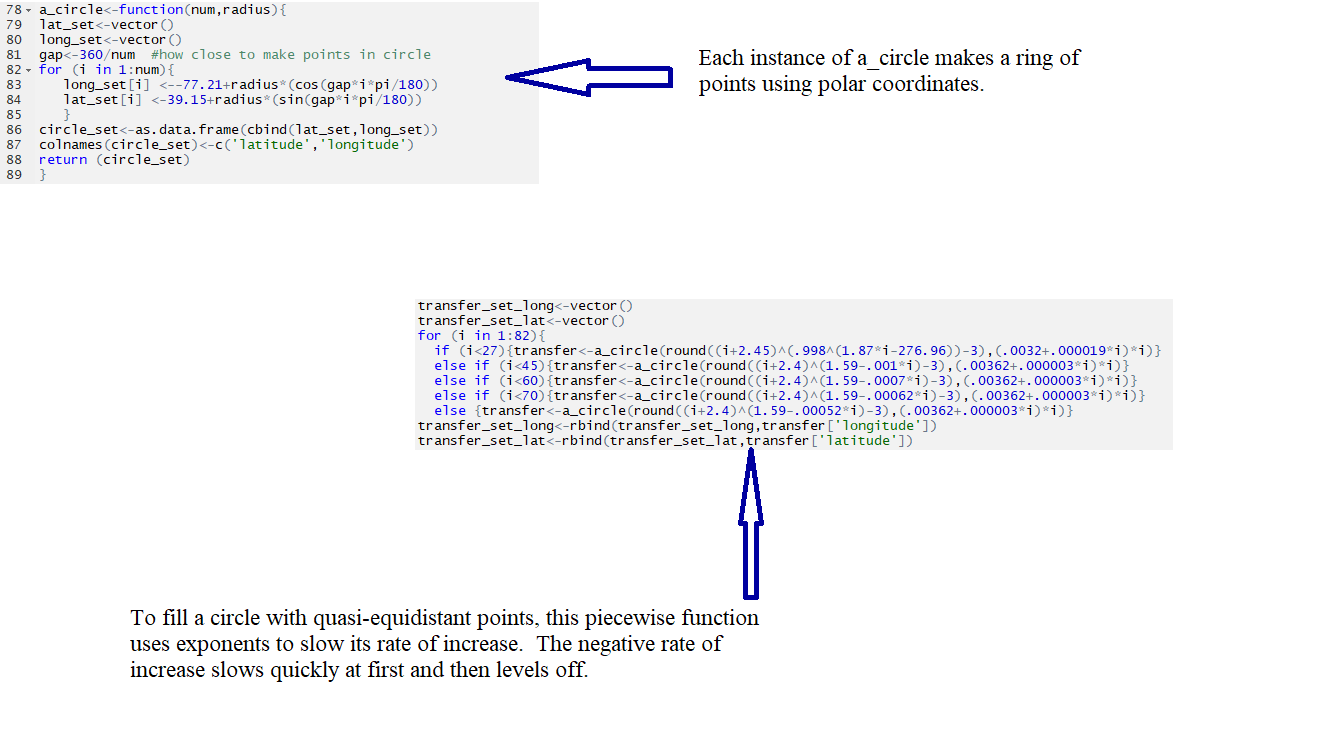 78 a_circle<-function(num,radius){
79 lat_set<-vector()
80 long_set<-vector()
81 gap<-360/num  #how close to make points in circle
82 for (i in 1:num){
83    long_set[i] <--77.21+radius*(cos(gap*i*pi/180))
84    lat_set[i] <-39.15+radius*(sin(gap*i*pi/180))
85    }
86 circle_set<-as.data.frame(cbind(lat_set,long_set))
87 colnames(circle_set)<-c('latitude','longitude')
88 return (circle_set)
89 }
Each instance of a_circle makes a ring of
points using polar coordinates.
transfer_set_long<-vector()
transfer_set_lat<-vector()
for (i in 1:82){
  if (i<27){transfer<-a_circle(round((i+2.45)^(.998^(1.87*i-276.96))-3),(.0032+.000019*i)*i)}
  else if (i<45){transfer<-a_circle(round((i+2.4)^(1.59-.001*i)-3),(.00362+.000003*i)*i)}
  else if (i<60){transfer<-a_circle(round((i+2.4)^(1.59-.0007*i)-3),(.00362+.000003*i)*i)}
  else if (i<70){transfer<-a_circle(round((i+2.4)^(1.59-.00062*i)-3),(.00362+.000003*i)*i)}
  else {transfer<-a_circle(round((i+2.4)^(1.59-.00052*i)-3),(.00362+.000003*i)*i)}
transfer_set_long<-rbind(transfer_set_long,transfer['longitude'])
transfer_set_lat<-rbind(transfer_set_lat,transfer['latitude'])
To fill a circle with quasi-equidistant points, this piecewise function
uses exponents to slow its rate of increase.  The negative rate of
increase slows quickly at first and then levels off.